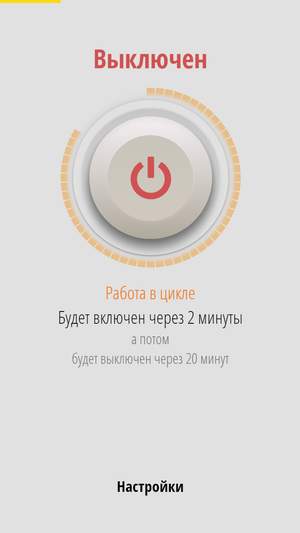 Выключен
Работа в цикле
Будет включен через 2 минуты
а потом
будет выключен через 20 минут
Настройки